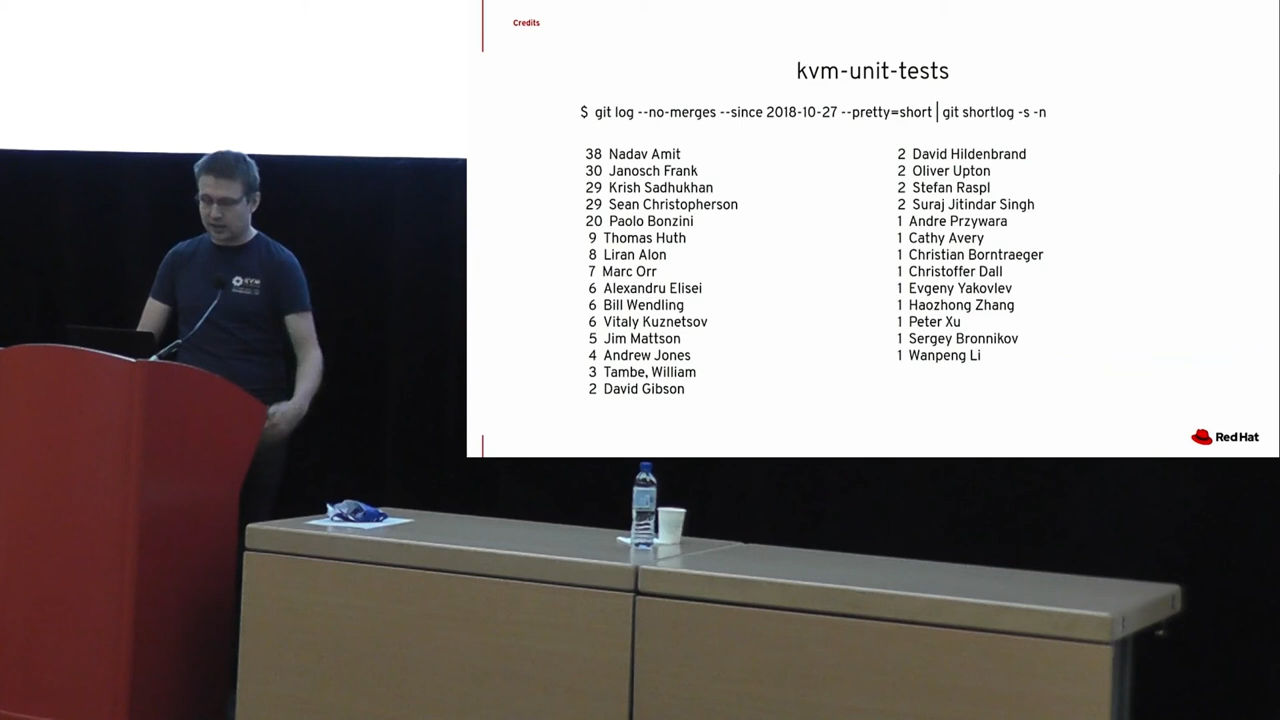 Credits
kvm-unit-tests
$ git log --no-merges --since 2018-10-27 --pretty=short | git shortlog -s -n
38 Nadav Amit
30 Janosch Frank
29 Krish Sadhukhan
29 Sean Christopherson
20 Paolo Bonzini
9 Thomas Huth
8 Liran Alon
7 Marc Orr
6 Alexandru Elisei
6 Bill Wendling
6 Vitaly Kuznetsov
5 Jim Mattson
4 Andrew Jones
3 Tambe, William
2 David Gibson
2 David Hildenbrand
2 Oliver Upton
2 Stefan Raspl
2 Suraj Jitindar Singh
1 Andre Przywara
1 Cathy Avery
1 Christian Borntraeger
1 Christoffer Dall
1 Evgeny Yakovlev
1 Haozhong Zhang
1 Peter Xu
1 Sergey Bronnikov
1 Wanpeng Li
Red Hat
KVM